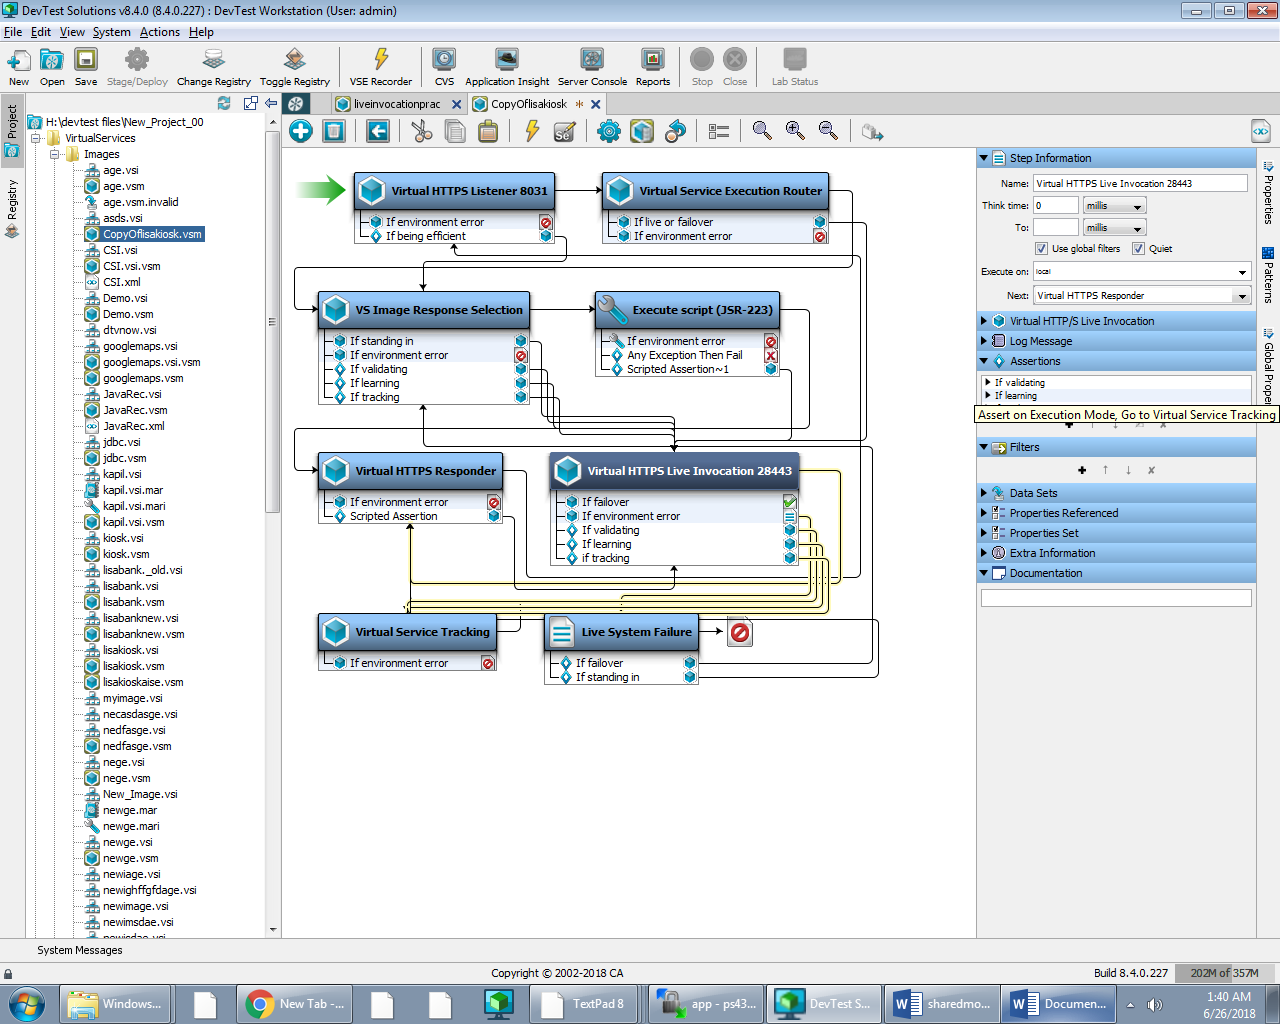 DevTest Solutions v8.4.0 (8.4.0.227) : DevTest Workstation (User: admin)
File Edit View System Actions Help
New Open Save Stage/Deploy Change Registry Toggle Registry VSE Recorder CVS Application Insight Server Console Reports Stop Close Lab Status
Project
Registry
H:\devtest files\New_Project_00
VirtualServices
Images
age.vsi
age.vsm
age.vsm.invalid
asds.vsi
CopyOflisakiosk.vsm
CSI.vsi
CSI.vsi.vsm
CSI.xml
Demo.vsi
Demo.vsm
dtvnow.vsi
googlemaps.vsi
googlemaps.vsi.vsm
googlemaps.vsm
JavaRec.vsi
JavaRec.vsm
JavaRec.xml
jdbc.vsi
jdbc.vsm
kapil.vsi
kapil.vsi.mar
kapil.vsi.mari
kapil.vsi.vsm
kiosk.vsi
kiosk.vsm
lisabank._old.vsi
lisabank.vsi
lisabank.vsm
lisabanknew.vsi
lisabanknew.vsm
lisakiosk.vsi
lisakiosk.vsm
lisakioskaise.vsm
myimage.vsi
necasdasge.vsi
nedfasge.vsi
nedfasge.vsm
nege.vsi
nege.vsm
New_Image.vsi
newge.mar
newge.mari
newge.vsi
newge.vsm
newiage.vsi
newighffgfdage.vsi
newimage.vsi
newimsdae.vsi
liveinvocationprac
CopyOflisakiosk
Virtual HTTPS Listener 8031
If environment error
If being efficient
Virtual Service Execution Router
If live or failover
If environment error
VS Image Response Selection
If standing in
If environment error
If validating
If learning
If tracking
Execute script (JSR-223)
If environment error
Any Exception Then Fail
Scripted Assertion~1
Virtual HTTPS Responder
If environment error
Scripted Assertion
Virtual HTTPS Live Invocation 28443
If failover
If environment error
If validating
If learning
if tracking
Virtual Service Tracking
If environment error
Live System Failure
If failover
If standing in
Step Information
Name: Virtual HTTPS Live Invocation 28443
Think time: 0 millis
To: millis
Use global filters Quiet
Execute on: local
Next: Virtual HTTPS Responder
Virtual HTTP/S Live Invocation
Log Message
Assertions
If validating
If learning
Assert on Execution Mode, Go to Virtual Service Tracking
Filters
Data Sets
Properties Referenced
Properties Set
Extra Information
Documentation
Properties
Patterns
System Messages
Copyright © 2002-2018 CA
Build 8.4.0.227
202M of 357M
Windows...
New Tab -...
TextPad 8
app - ps43...
DevTest S...
sharedmo...
Documen...
1:40 AM
6/26/2018